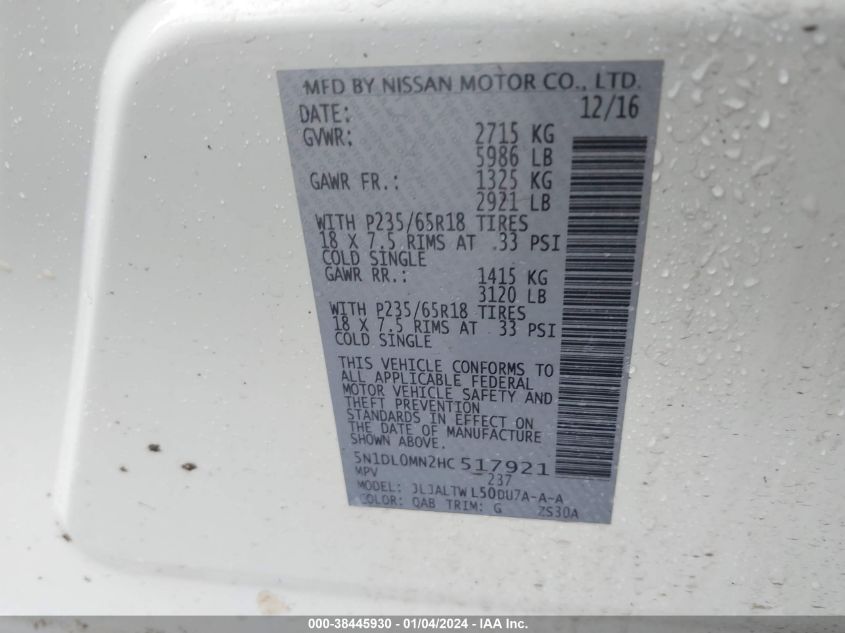 MFD BY NISSAN MOTOR CO., LTD.
DATE: 12/16
GVWR: 2715 KG
5986 LB
GAWR FR.: 1325 KG
2921 LB
WITH P235/65R18 TIRES
18 X 7.5 RIMS AT .33 PSI
COLD SINGLE
GAWR RR.: 1415 KG
3120 LB
WITH P235/65R18 TIRES
18 X 7.5 RIMS AT 33 PSI
COLD SINGLE
THIS VEHICLE CONFORMS TO
ALL APPLICABLE FEDERAL
MOTOR VEHICLE SAFETY AND
THEFT PREVENTION
STANDARDS IN EFFECT ON
THE DATE OF MANUFACTURE
SHOWN ABOVE.
5N1DL0MN2HC517921
MPV 237
MODEL: JLJALTWL50DU7A-A-A
COLOR: QAB TRIM: G ZS30A
000-38445930 - 01/04/2024 - IAA Inc.